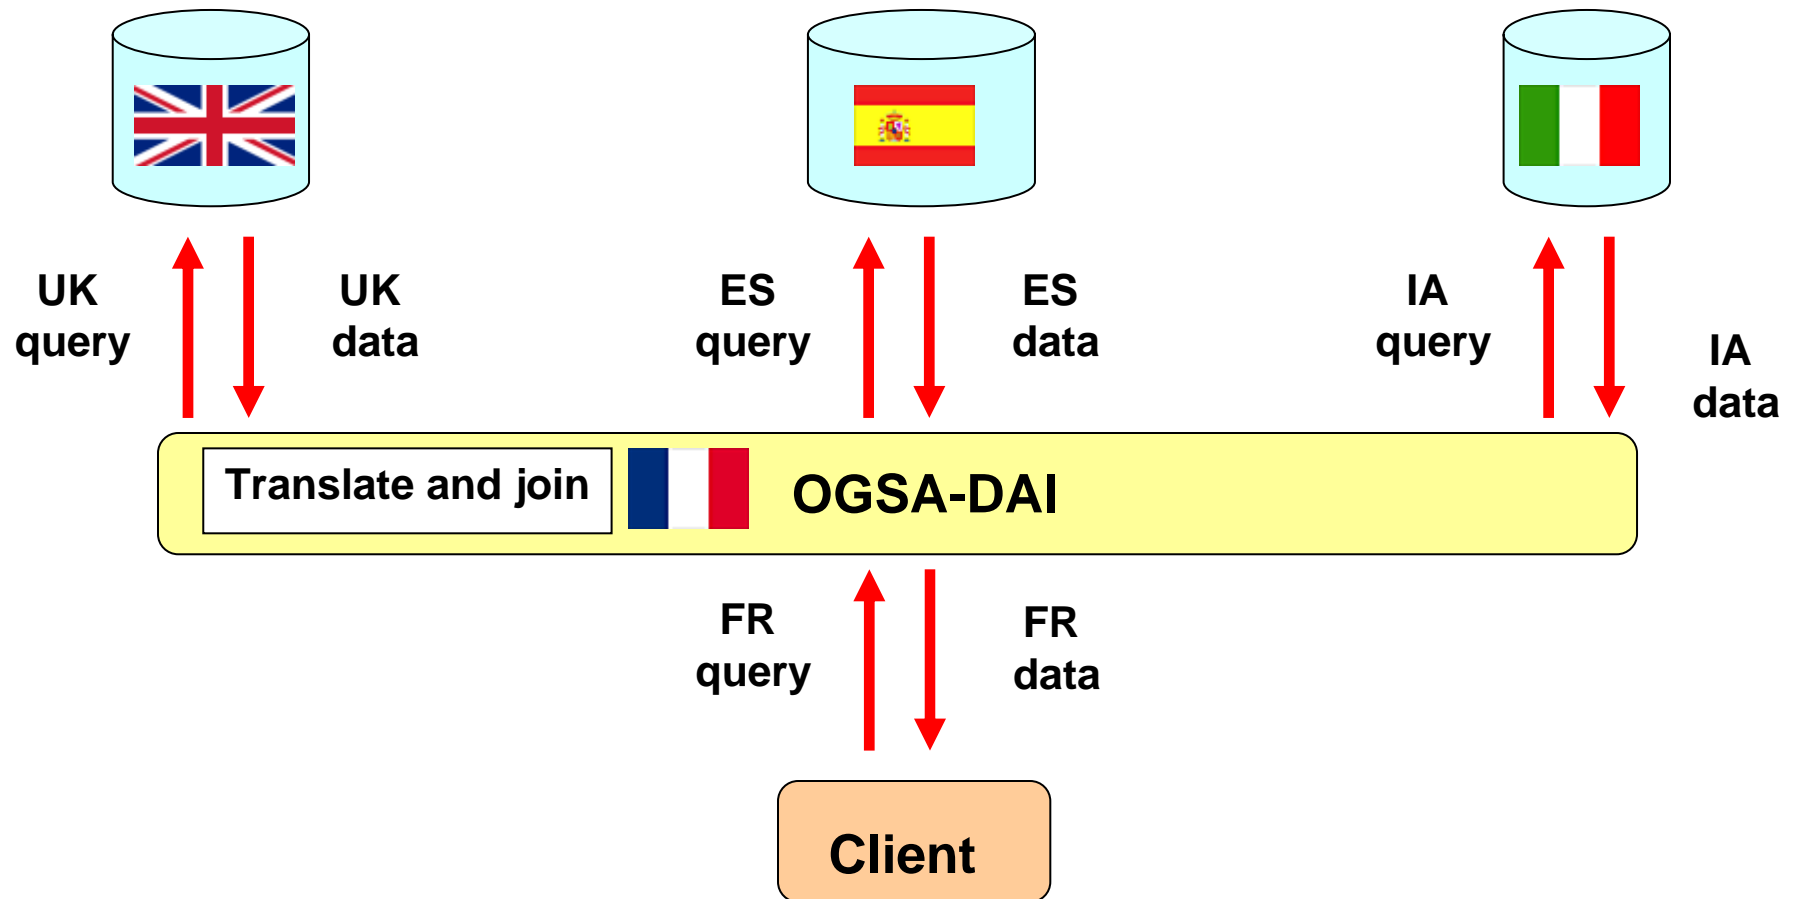 UK
query
UK
data
ES
query
ES
data
IA
query
IA
data
Translate and join
OGSA-DAI
FR
query
FR
data
Client